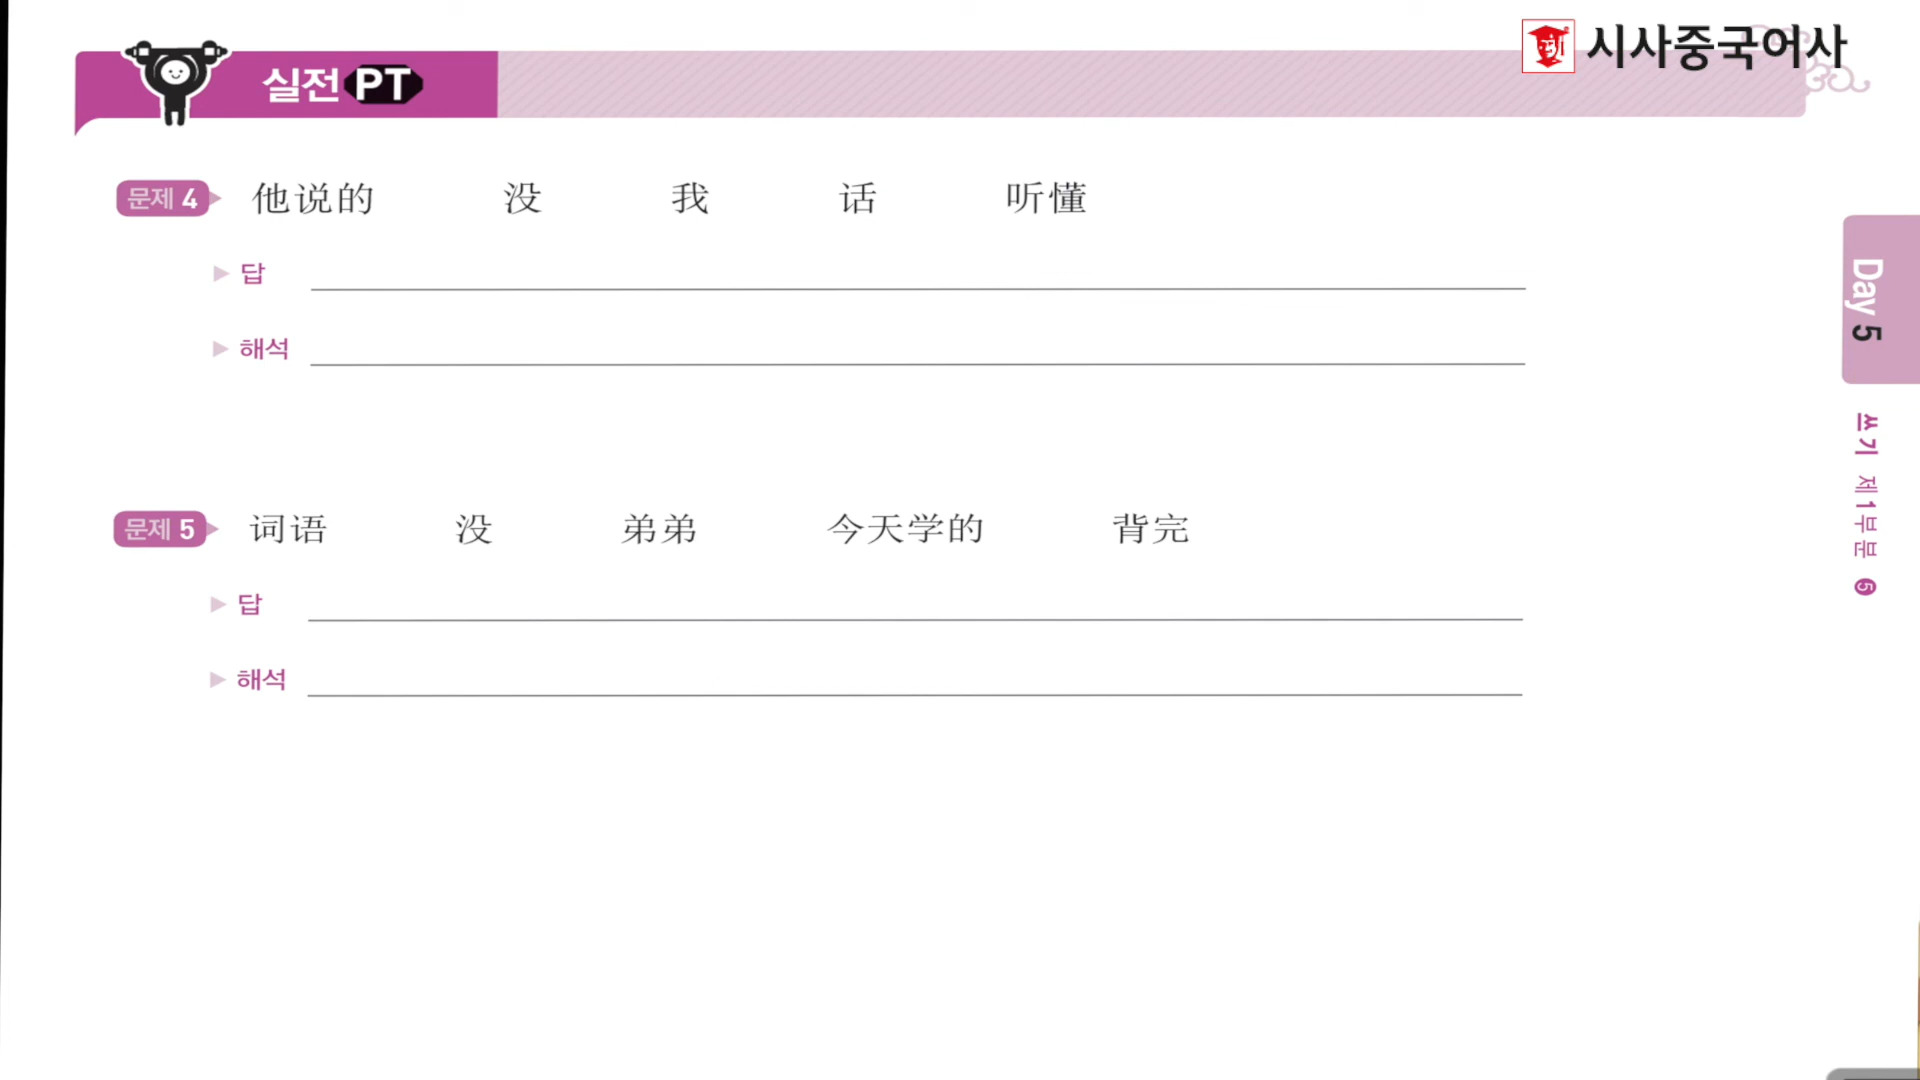 시사중국어사
실전 PT
문제 4 他说的 没 我 话 听懂
▶ 답
▶ 해석
문제 5 词语 没 弟弟 今天学的 背完
▶ 답
▶ 해석
Day 5
쓰기 제1부분 5